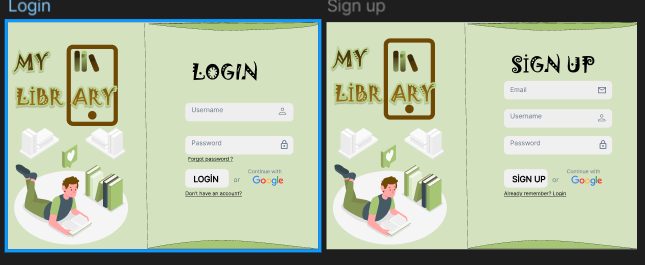 Login
MY
LiBRARY
LOGIN
Username
Password
Forgot password ?
LOGIN
or
Continue with
Google
Don't have an account?
Sign up
MY
LiBRARY
SiGN UP
Email
Username
Password
SIGN UP
or
Continue with
Google
Already remember? Login